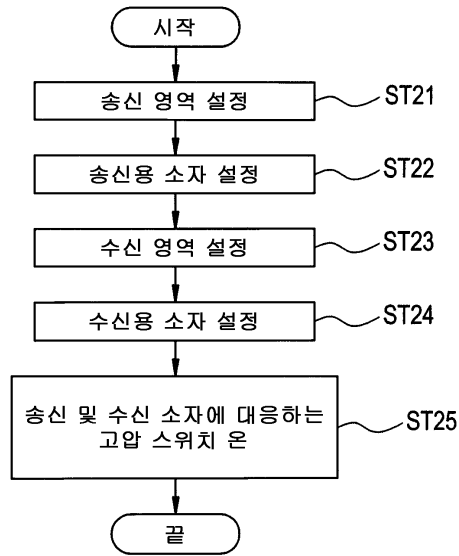 시작
송신 영역 설정
ST21
송신용 소자 설정
ST22
수신 영역 설정
ST23
수신용 소자 설정
ST24
송신 및 수신 소자에 대응하는
고압 스위치 온
ST25
끝